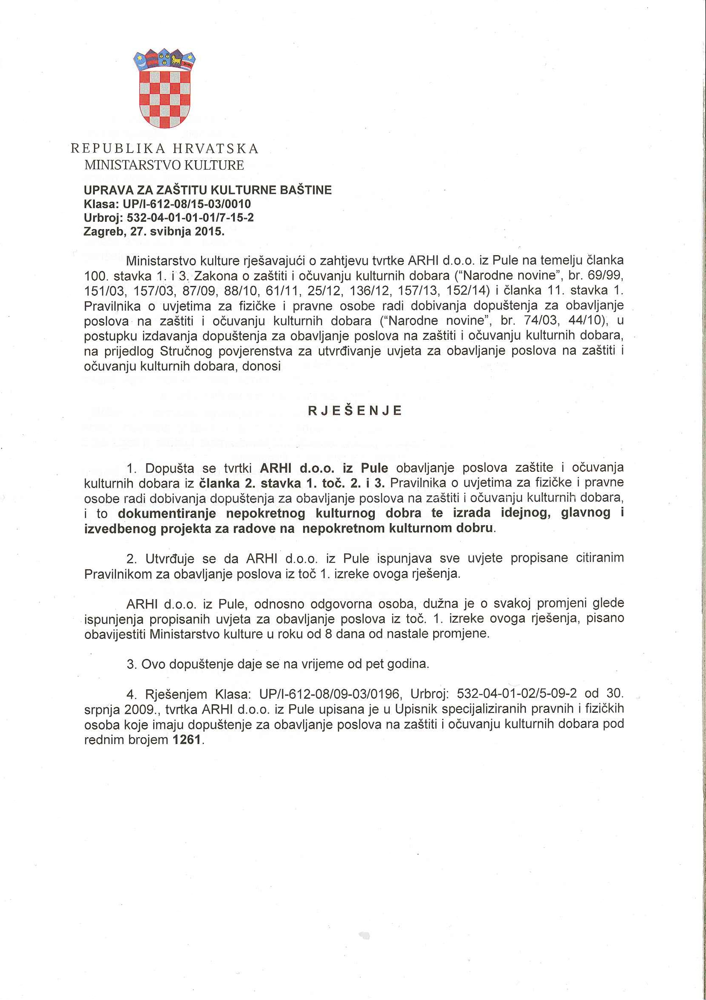 REPUBLIKA HRVATSKA
MINISTARSTVO KULTURE
UPRAVA ZA ZAŠTITU KULTURNE BAŠTINE
Klasa: UP/I-612-08/15-03/0010
Urbroj: 532-04-01-01-01/7-15-2
Zagreb, 27. svibnja 2015.
Ministarstvo kulture rješavajući o zahtjevu tvrtke ARHI d.o.o. iz Pule na temelju članka
100. stavka 1. i 3. Zakona o zaštiti i očuvanju kulturnih dobara (“Narodne novine”, br. 69/99,
151/03, 157/03, 87/09, 88/10, 61/11, 25/12, 136/12, 157/13, 152/14) i članka 11. stavka 1.
Pravilnika o uvjetima za fizičke i pravne osobe radi dobivanja dopuštenja za obavljanje
poslova na zaštiti i očuvanju kulturnih dobara (“Narodne novine”, br. 74/03, 44/10), u
postupku izdavanja dopuštenja za obavljanje poslova na zaštiti i očuvanju kulturnih dobara,
na prijedlog Stručnog povjerenstva za utvrđivanje uvjeta za obavljanje poslova na zaštiti i
očuvanju kulturnih dobara, donosi
R J E Š E N J E
1. Dopušta se tvrtki ARHI d.o.o. iz Pule obavljanje poslova zaštite i očuvanja
kulturnih dobara iz članka 2. stavka 1. toč. 2. i 3. Pravilnika o uvjetima za fizičke i pravne
osobe radi dobivanja dopuštenja za obavljanje poslova na zaštiti i očuvanju kulturnih dobara,
i to dokumentiranje nepokretnog kulturnog dobra te izrada idejnog, glavnog i
izvedbenog projekta za radove na nepokretnom kulturnom dobru.
2. Utvrđuje se da ARHI d.o.o. iz Pule ispunjava sve uvjete propisane citiranim
Pravilnikom za obavljanje poslova iz toč 1. izreke ovoga rješenja.
ARHI d.o.o. iz Pule, odnosno odgovorna osoba, dužna je o svakoj promjeni glede
ispunjenja propisanih uvjeta za obavljanje poslova iz toč. 1. izreke ovoga rješenja, pisano
obavijestiti Ministarstvo kulture u roku od 8 dana od nastale promjene.
3. Ovo dopuštenje daje se na vrijeme od pet godina.
4. Rješenjem Klasa: UP/I-612-08/09-03/0196, Urbroj: 532-04-01-02/5-09-2 od 30.
srpnja 2009., tvrtka ARHI d.o.o. iz Pule upisana je u Upisnik specijaliziranih pravnih i fizičkih
osoba koje imaju dopuštenje za obavljanje poslova na zaštiti i očuvanju kulturnih dobara pod
rednim brojem 1261.